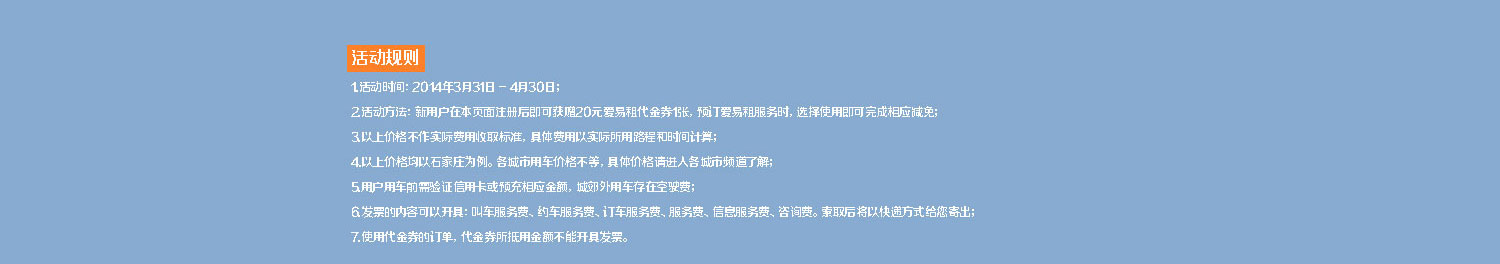 活动规则
1.活动时间：2014年3月31日 - 4月30日；
2.活动方法：新用户在本页面注册后即可获赠20元爱易租代金券1张，预订爱易租服务时，选择使用即可完成相应减免；
3.以上价格不作实际费用收取标准，具体费用以实际所用路程和时间计算；
4.以上价格均以石家庄为例。各城市用车价格不等，具体价格请进入各城市频道了解；
5.用户用车前需验证信用卡或预充相应金额，城郊外用车存在空驶费；
6.发票的内容可以开具：叫车服务费、约车服务费、订车服务费、服务费、信息服务费、咨询费。索取后将以快递方式给您寄出；
7.使用代金券的订单，代金券所抵用金额不能开具发票。